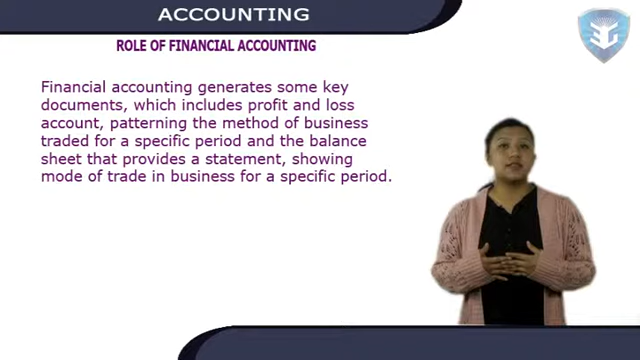 ACCOUNTING
ROLE OF FINANCIAL ACCOUNTING
Financial accounting generates some key
documents, which includes profit and loss
account, patterning the method of business
traded for a specific period and the balance
sheet that provides a statement, showing
mode of trade in business for a specific period.